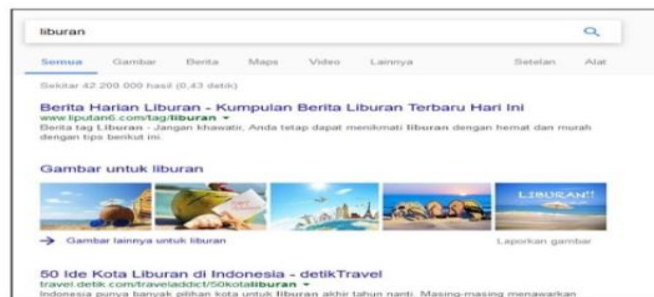 liburan
Semua Gambar Berita Maps Video Lainnya Setelan Alat
Sekitar 42.200.000 hasil (0,43 detik)
Berita Harian Liburan - Kumpulan Berita Liburan Terbaru Hari Ini
www.liputan6.com/tag/liburan
Berita tag Liburan - Jangan khawatir, Anda tetap dapat menikmati liburan dengan hemat dan murah
dengan tips berikut ini.
Gambar untuk liburan
LIBURAN!!
Gambar lainnya untuk liburan Laporkan gambar
50 Ide Kota Liburan di Indonesia - detikTravel
travel.detik.com/traveladdict/50kotaliburan
Indonesia punya banyak pilihan kota untuk liburan akhir tahun nanti. Masing-masing menawarkan